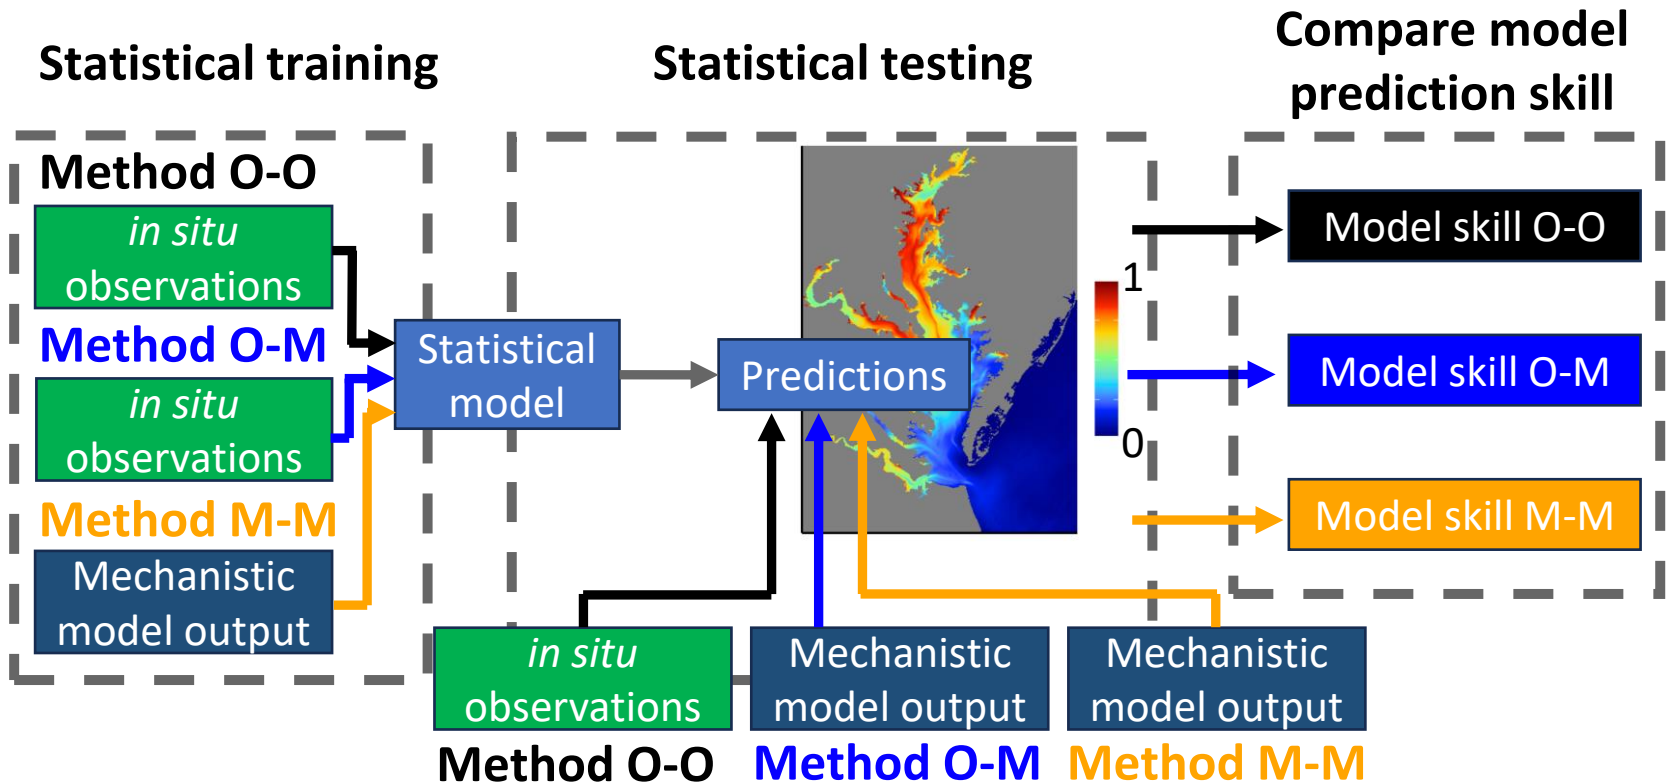 Statistical training
Method O-O
in situ
observations
Method O-M
in situ
observations
Method M-M
Mechanistic
model output
Statistical
model
Statistical testing
Predictions
1
0
in situ
observations
Method O-O
Mechanistic
model output
Method O-M
Mechanistic
model output
Method M-M
Compare model
prediction skill
Model skill O-O
Model skill O-M
Model skill M-M